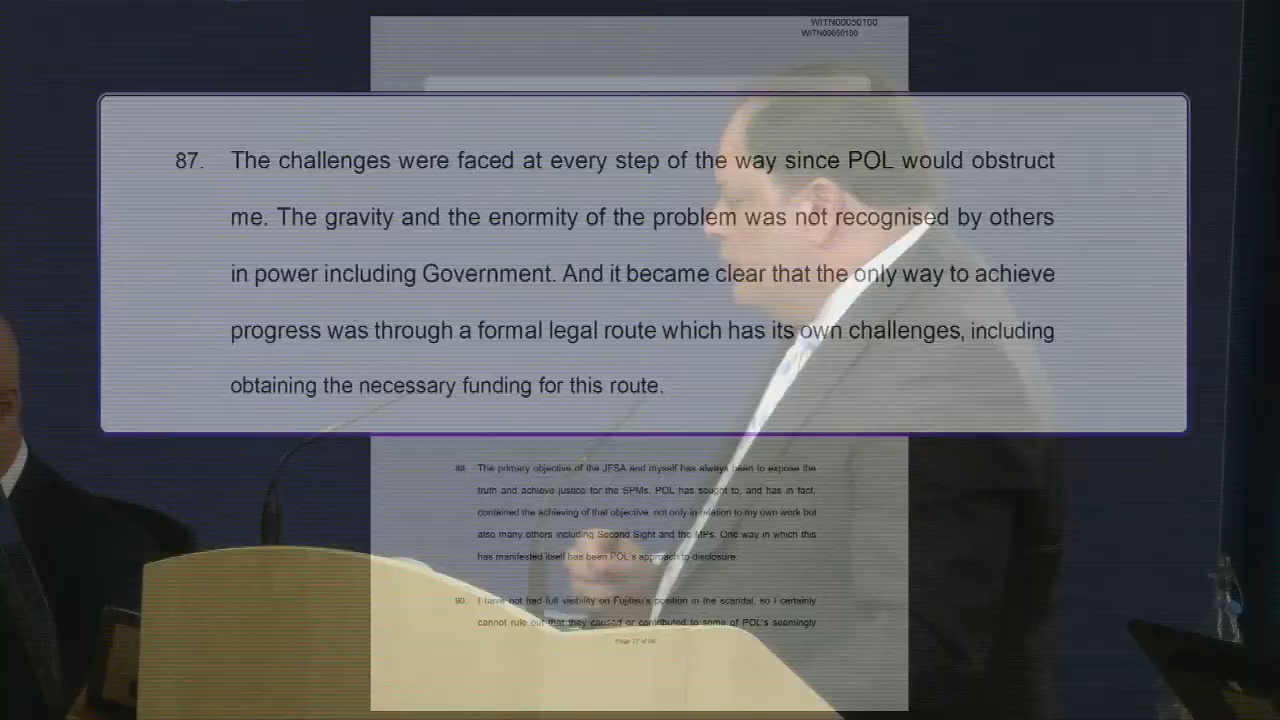 WITN00050100
WITN00050100
87. The challenges were faced at every step of the way since POL would obstruct
me. The gravity and the enormity of the problem was not recognised by others
in power including Government. And it became clear that the only way to achieve
progress was through a formal legal route which has its own challenges, including
obtaining the necessary funding for this route.
89. The primary objective of the JFSA and myself has always been to expose the
truth and achieve justice for the SPMs. POL has sought to, and has in fact,
contained the achieving of that objective, not only in relation to my own work but
also many others including Second Sight and the MPs. One way in which this
has manifested itself has been POL's approach to disclosure.
90. I have not had full visibility on Fujitsu's position in the scandal, so I certainly
cannot rule out that they caused or contributed to some of POL's seemingly
Page 17 of